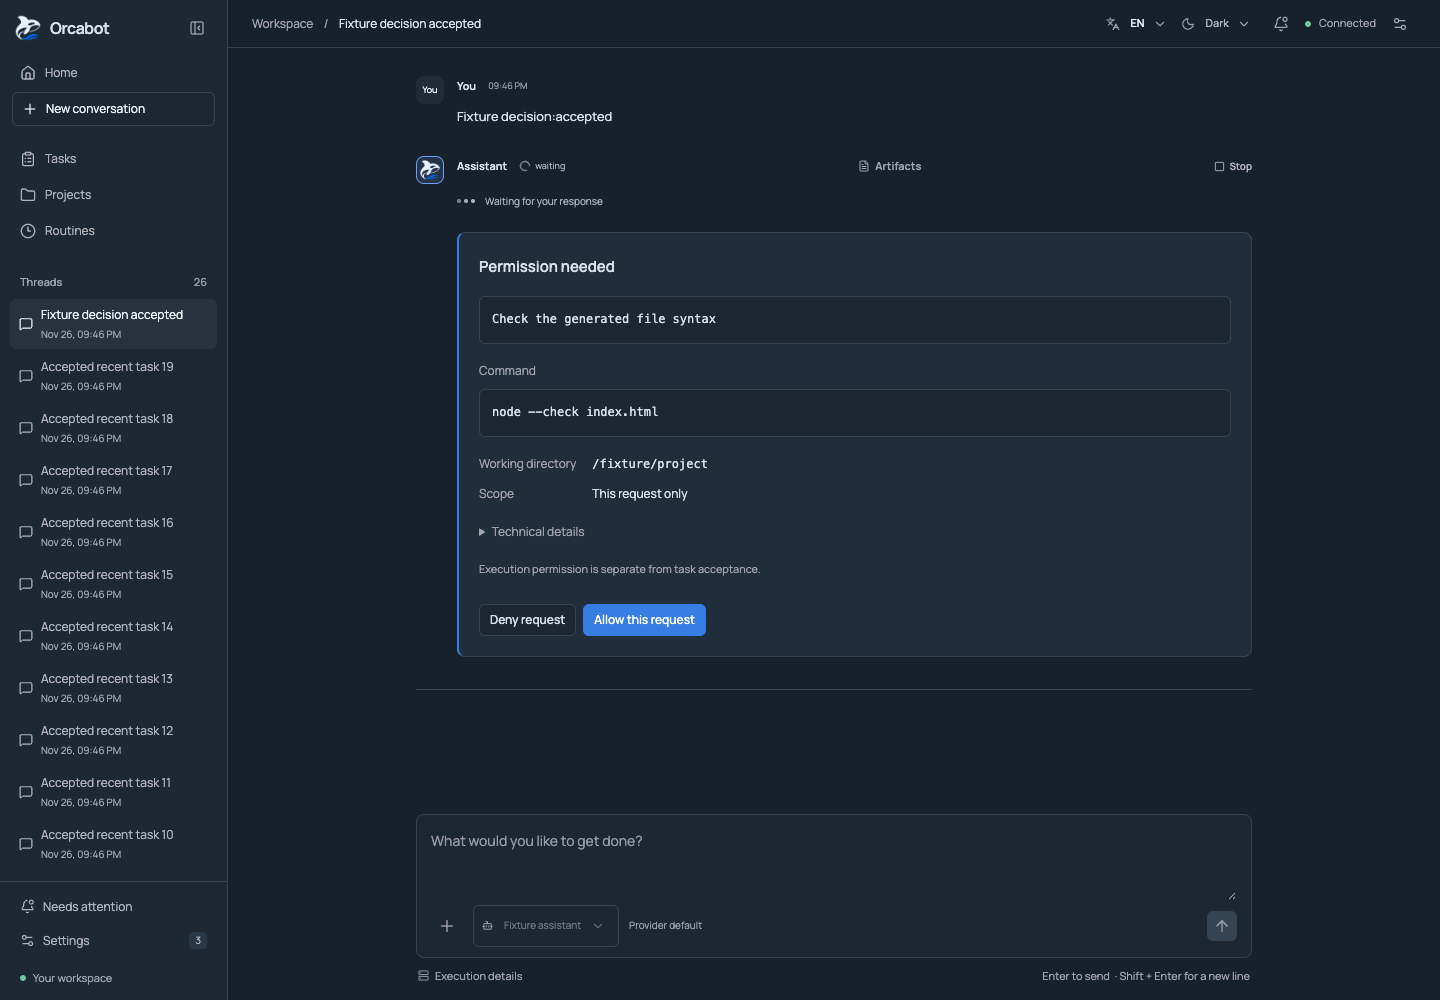 Orcabot
Home
New conversation
Tasks
Projects
Routines
Threads 26
Fixture decision accepted
Nov 26, 09:46 PM
Accepted recent task 19
Nov 26, 09:46 PM
Accepted recent task 18
Nov 26, 09:46 PM
Accepted recent task 17
Nov 26, 09:46 PM
Accepted recent task 16
Nov 26, 09:46 PM
Accepted recent task 15
Nov 26, 09:46 PM
Accepted recent task 14
Nov 26, 09:46 PM
Accepted recent task 13
Nov 26, 09:46 PM
Accepted recent task 12
Nov 26, 09:46 PM
Accepted recent task 11
Nov 26, 09:46 PM
Accepted recent task 10
Nov 26, 09:46 PM
Needs attention
Settings 3
Your workspace
Workspace / Fixture decision accepted
EN Dark Connected
You You 09:46 PM
Fixture decision:accepted
Assistant waiting Artifacts Stop
Waiting for your response
Permission needed
Check the generated file syntax
Command
node --check index.html
Working directory /fixture/project
Scope This request only
Technical details
Execution permission is separate from task acceptance.
Deny request Allow this request
What would you like to get done?
Fixture assistant Provider default
Execution details Enter to send · Shift + Enter for a new line